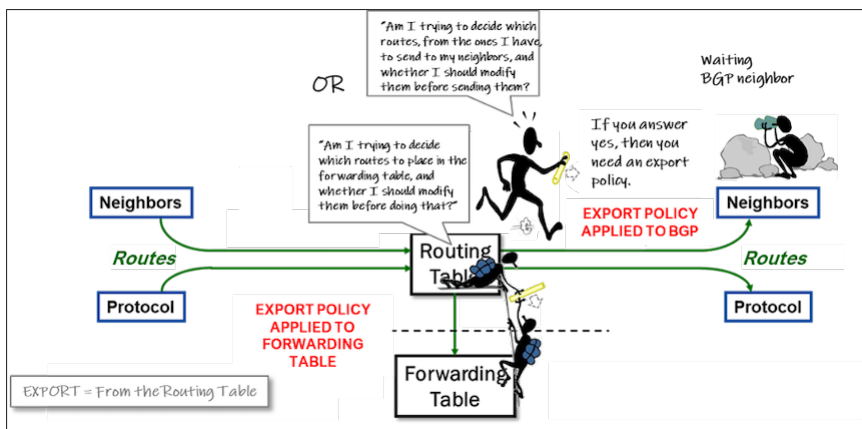 "Am I trying to decide which
routes, from the ones I have,
to send to my neighbors, and
whether I should modify
them before sending them?
OR
Waiting
BGP neighbor
"Am I trying to decide
which routes to place in the
forwarding table, and
whether I should modify
them before doing that?"
If you answer
yes, then you
need an export
policy.
Neighbors
Neighbors
EXPORT POLICY
APPLIED TO BGP
Routes
Routing
Table
Routes
Protocol
Protocol
EXPORT POLICY
APPLIED TO
FORWARDING
TABLE
Forwarding
Table
EXPORT = From the Routing Table